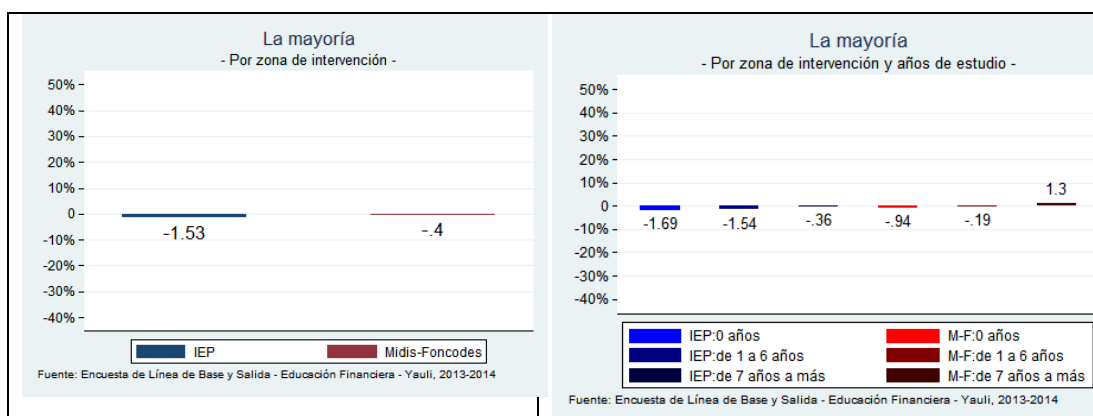 La mayoría
- Por zona de intervención -
50%
40%
30%
20%
10%
0
-10%
-20%
-30%
-40%
-1.53
-.4
IEP
Midis-Foncodes
Fuente: Encuesta de Línea de Base y Salida - Educación Financiera - Yauli, 2013-2014
La mayoría
- Por zona de intervención y años de estudio -
50%
40%
30%
20%
10%
0
-10%
-20%
-30%
-40%
-1.69
-1.54
-.36
-.94
-.19
1.3
IEP:0 años
M-F:0 años
IEP:de 1 a 6 años
M-F:de 1 a 6 años
IEP:de 7 años a más
M-F:de 7 años a más
Fuente: Encuesta de Línea de Base y Salida - Educación Financiera - Yauli, 2013-2014